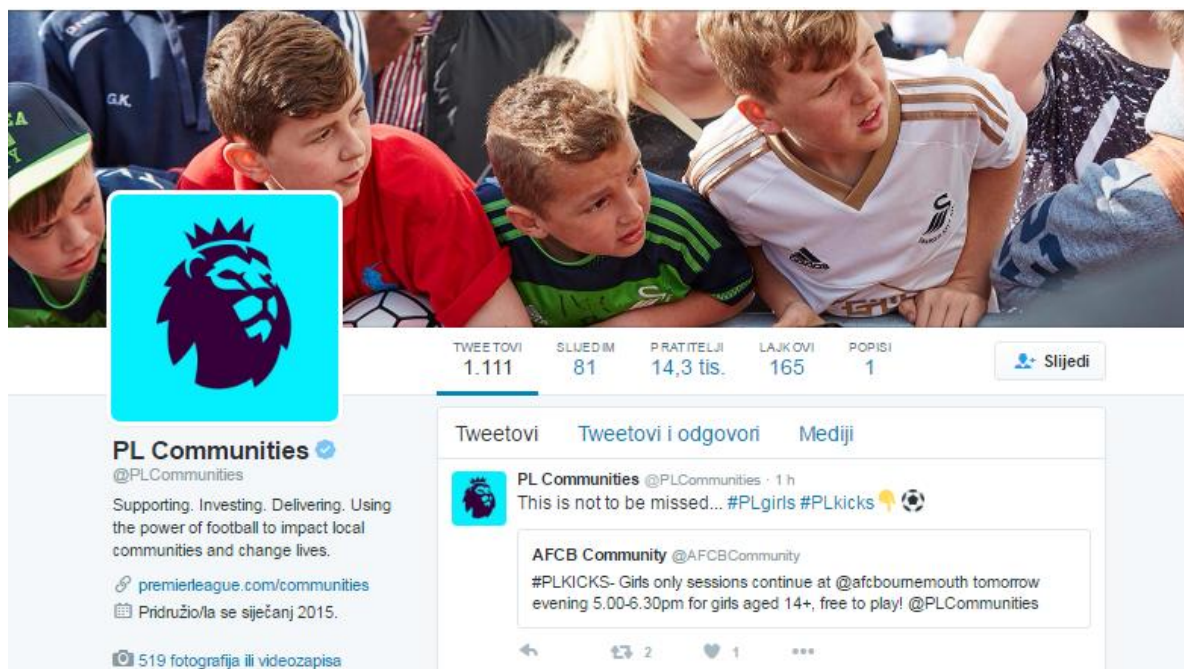 G.K.
TWEETOVI
1.111
SLIJEDIM
81
PRATITELJI
14,3 tis.
LAJKOVI
165
POPISI
1
Slijedi
PL Communities
@PLCommunities
Supporting. Investing. Delivering. Using
the power of football to impact local
communities and change lives.
premierleague.com/communities
Pridružio/la se siječanj 2015.
519 fotografija ili videozapisa
Tweetovi Tweetovi i odgovori Mediji
PL Communities @PLCommunities · 1 h
This is not to be missed... #PLgirls #PLkicks 👇 ⚽
AFCB Community @AFCBCommunity
#PLKICKS- Girls only sessions continue at @afcbournemouth tomorrow
evening 5.00-6.30pm for girls aged 14+, free to play! @PLCommunities
2
1